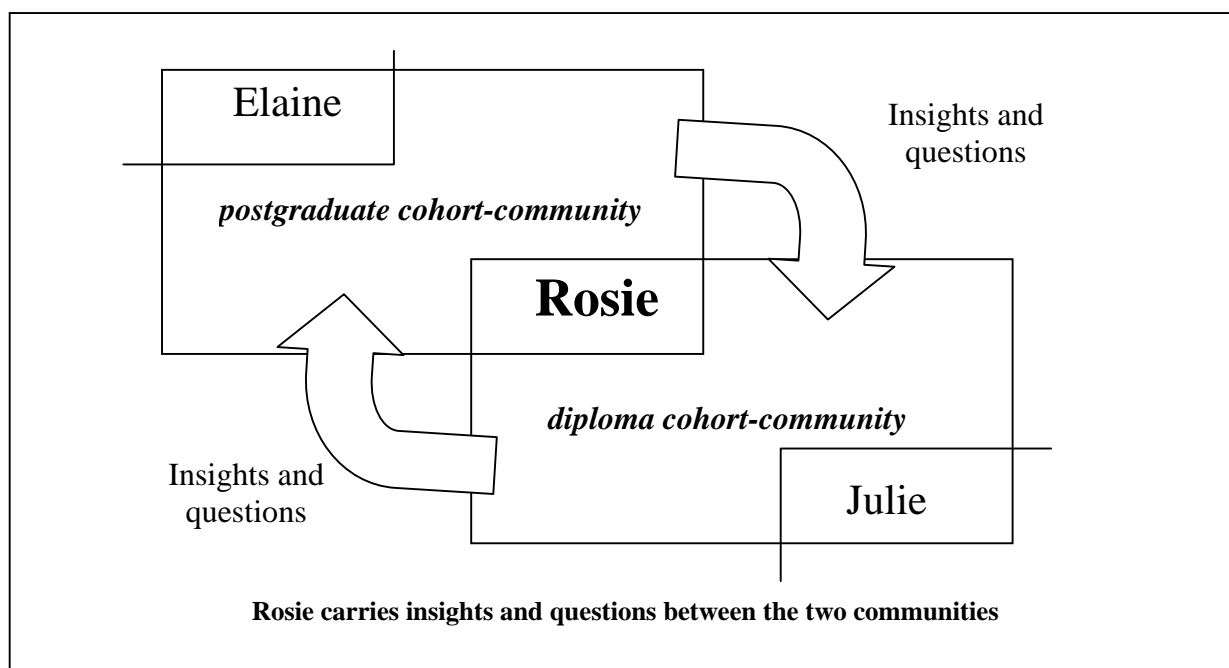 Elaine
Insights and
questions
postgraduate cohort-community
Rosie
diploma cohort-community
Insights and
questions
Julie
Rosie carries insights and questions between the two communities